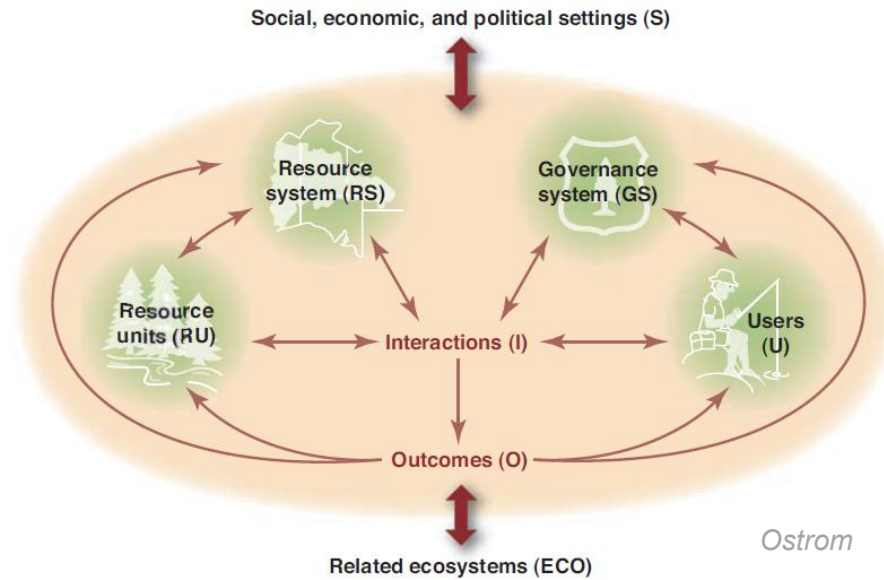 Social, economic, and political settings (S)
Resource
system (RS)
Governance
system (GS)
Resource
units (RU)
Interactions (I)
Users
(U)
Outcomes (O)
Ostrom
Related ecosystems (ECO)